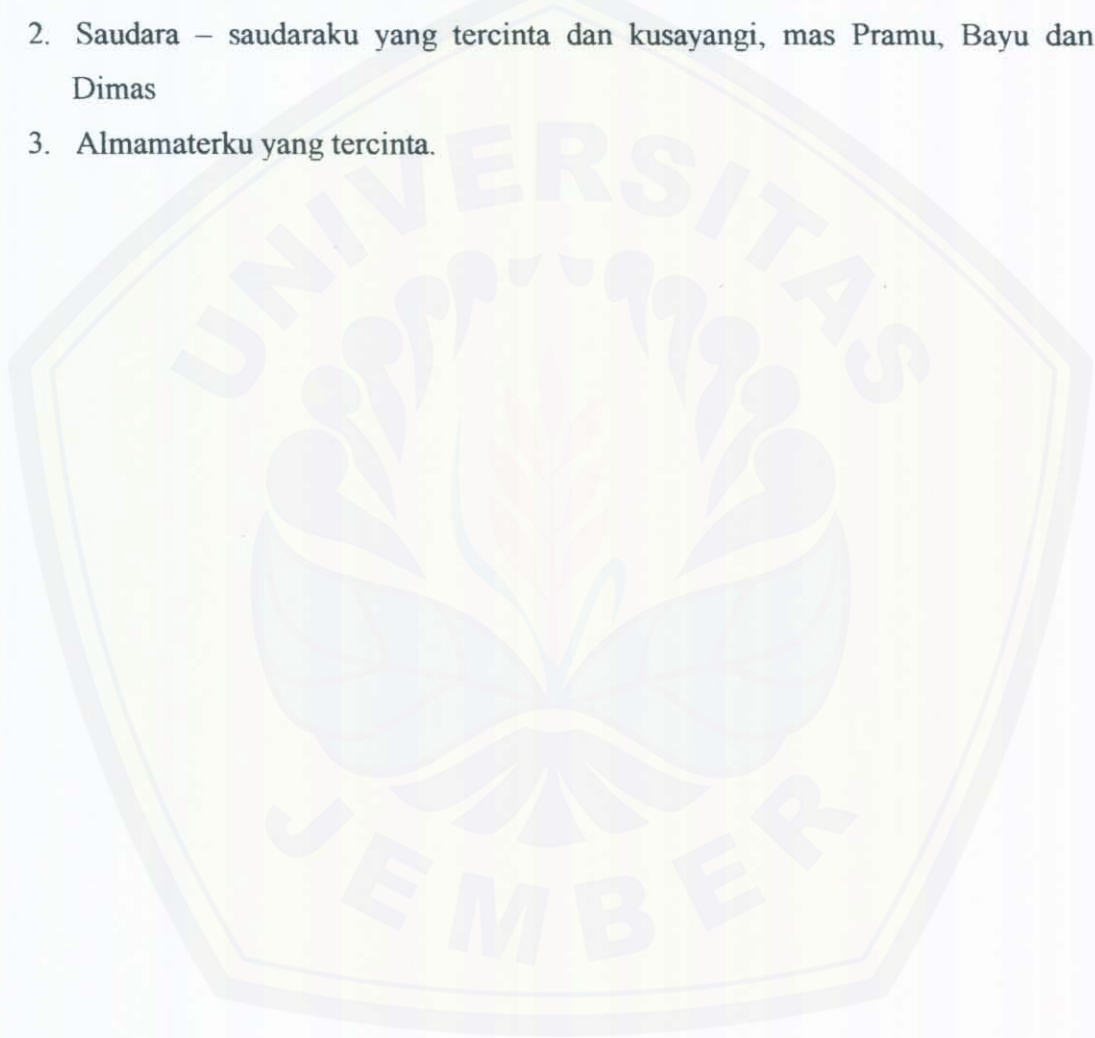 2. Saudara – saudaraku yang tercinta dan kusayangi, mas Pramu, Bayu dan
Dimas
3. Almamaterku yang tercinta.
UNIVERSITAS
JEMBER